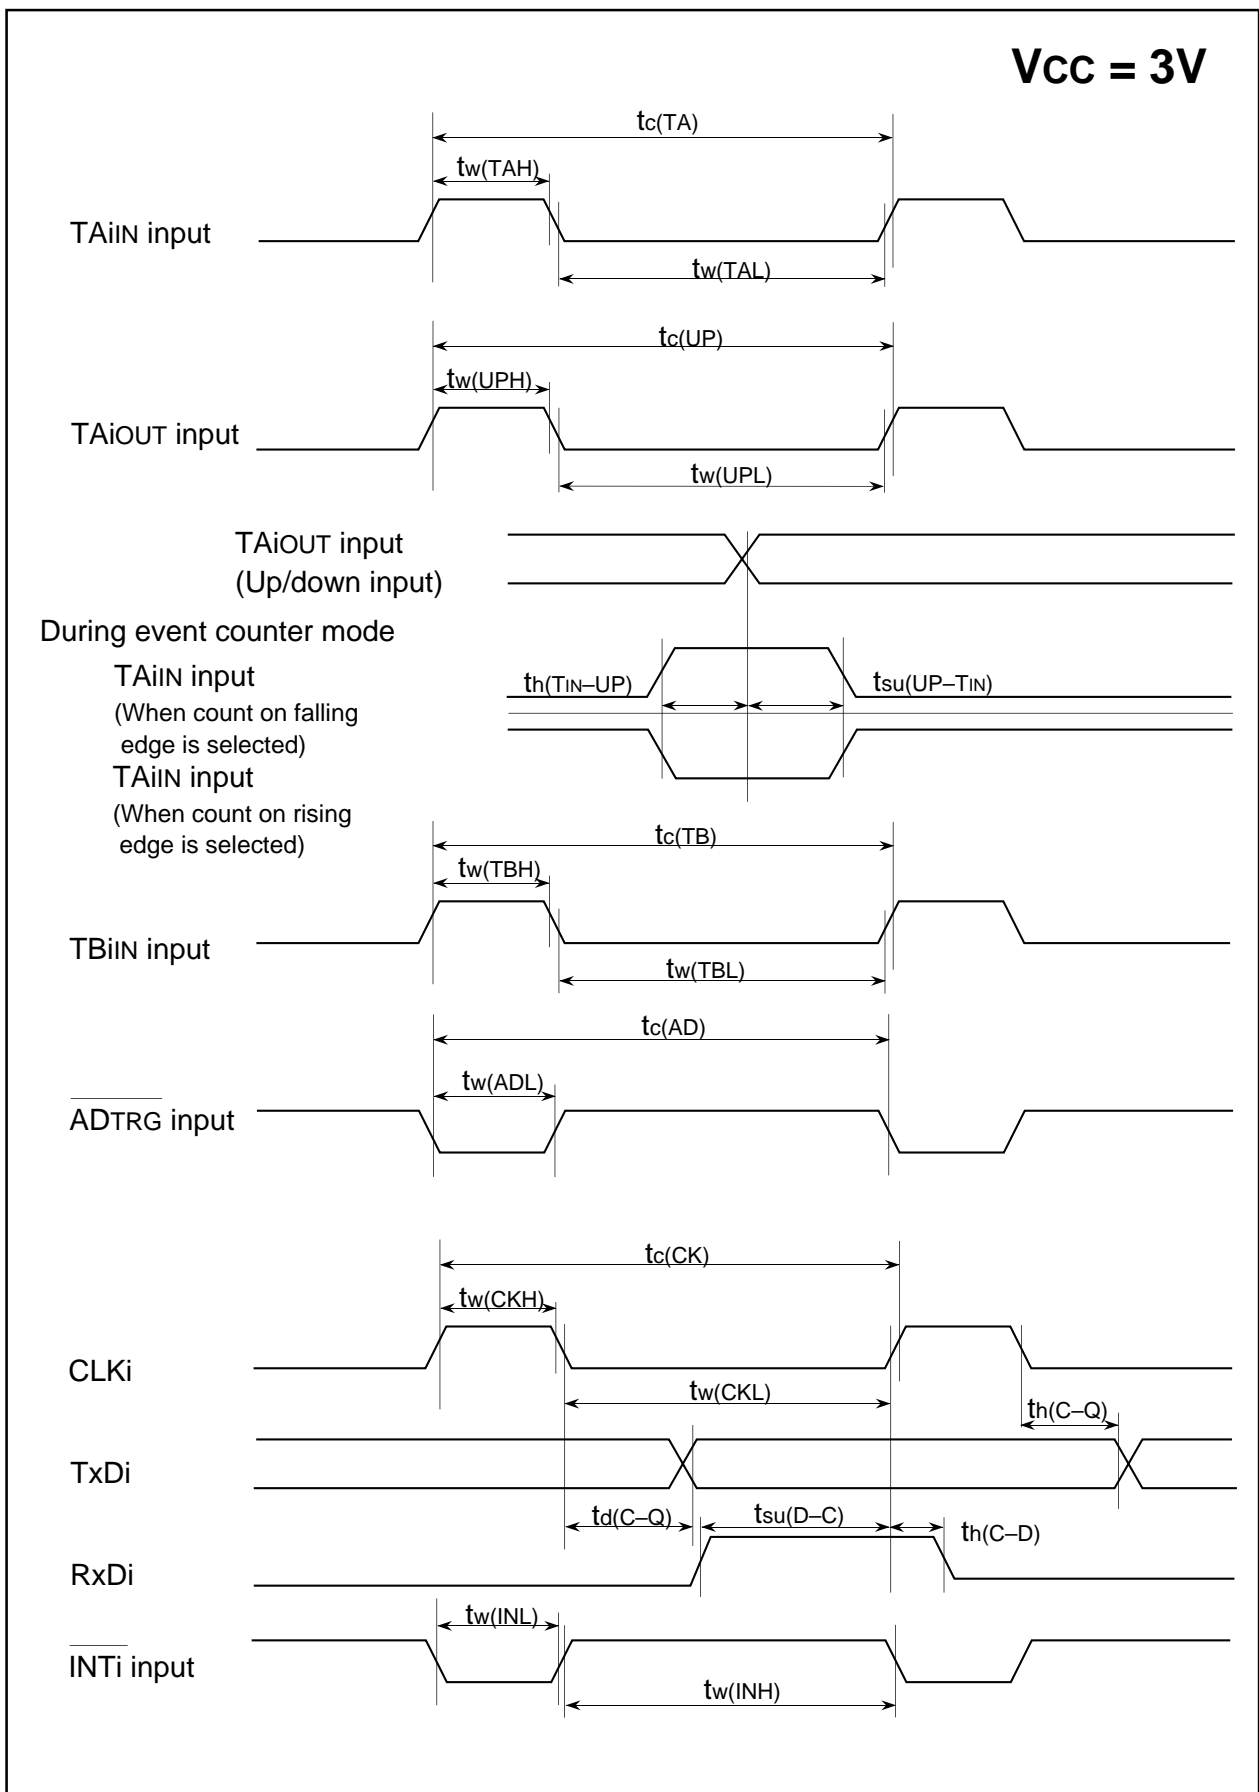 VCC = 3V
tc(TA)
tw(TAH)
TAiIN input
tw(TAL)
tc(UP)
tw(UPH)
TAiOUT input
tw(UPL)
TAiOUT input
(Up/down input)
During event counter mode
TAiIN input
(When count on falling
edge is selected)
th(TIN–UP)
tsu(UP–TIN)
TAiIN input
(When count on rising
edge is selected)
tc(TB)
tw(TBH)
TBiIN input
tw(TBL)
tc(AD)
tw(ADL)
ADTRG input
tc(CK)
tw(CKH)
CLKi
tw(CKL)
th(C–Q)
TxDi
td(C–Q)
tsu(D–C)
th(C–D)
RxDi
tw(INL)
INTi input
tw(INH)